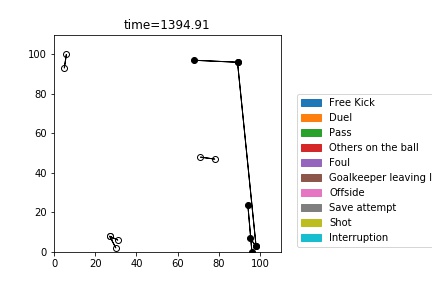 time=1394.91
100
80
60
40
20
0
0
20
40
60
80
100
Free Kick
Duel
Pass
Others on the ball
Foul
Goalkeeper leaving l
Offside
Save attempt
Shot
Interruption